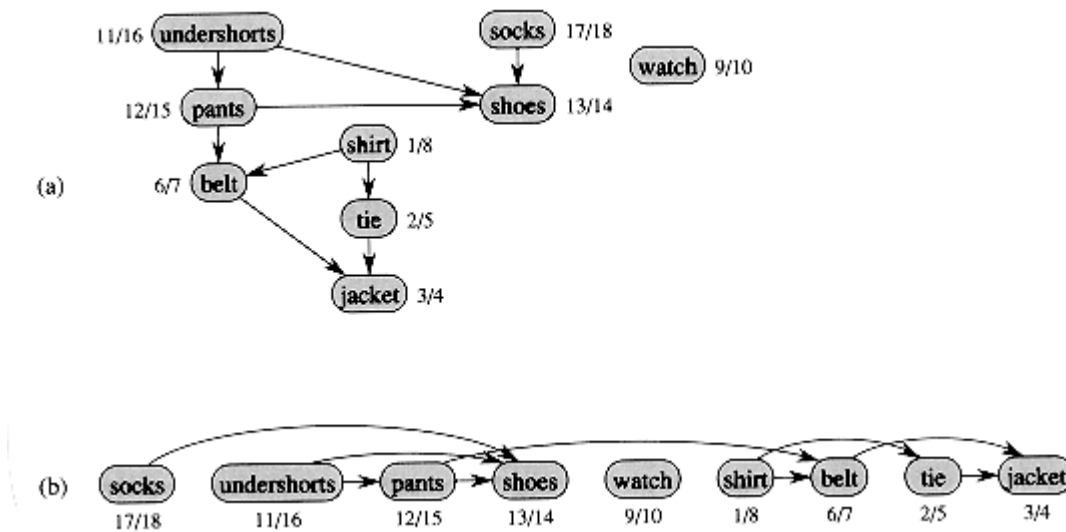 11/16 undershorts socks 17/18
watch 9/10
12/15 pants shoes 13/14
shirt 1/8
(a) 6/7 belt
tie 2/5
jacket 3/4
(b) socks undershorts pants shoes watch shirt belt tie jacket
17/18 11/16 12/15 13/14 9/10 1/8 6/7 2/5 3/4